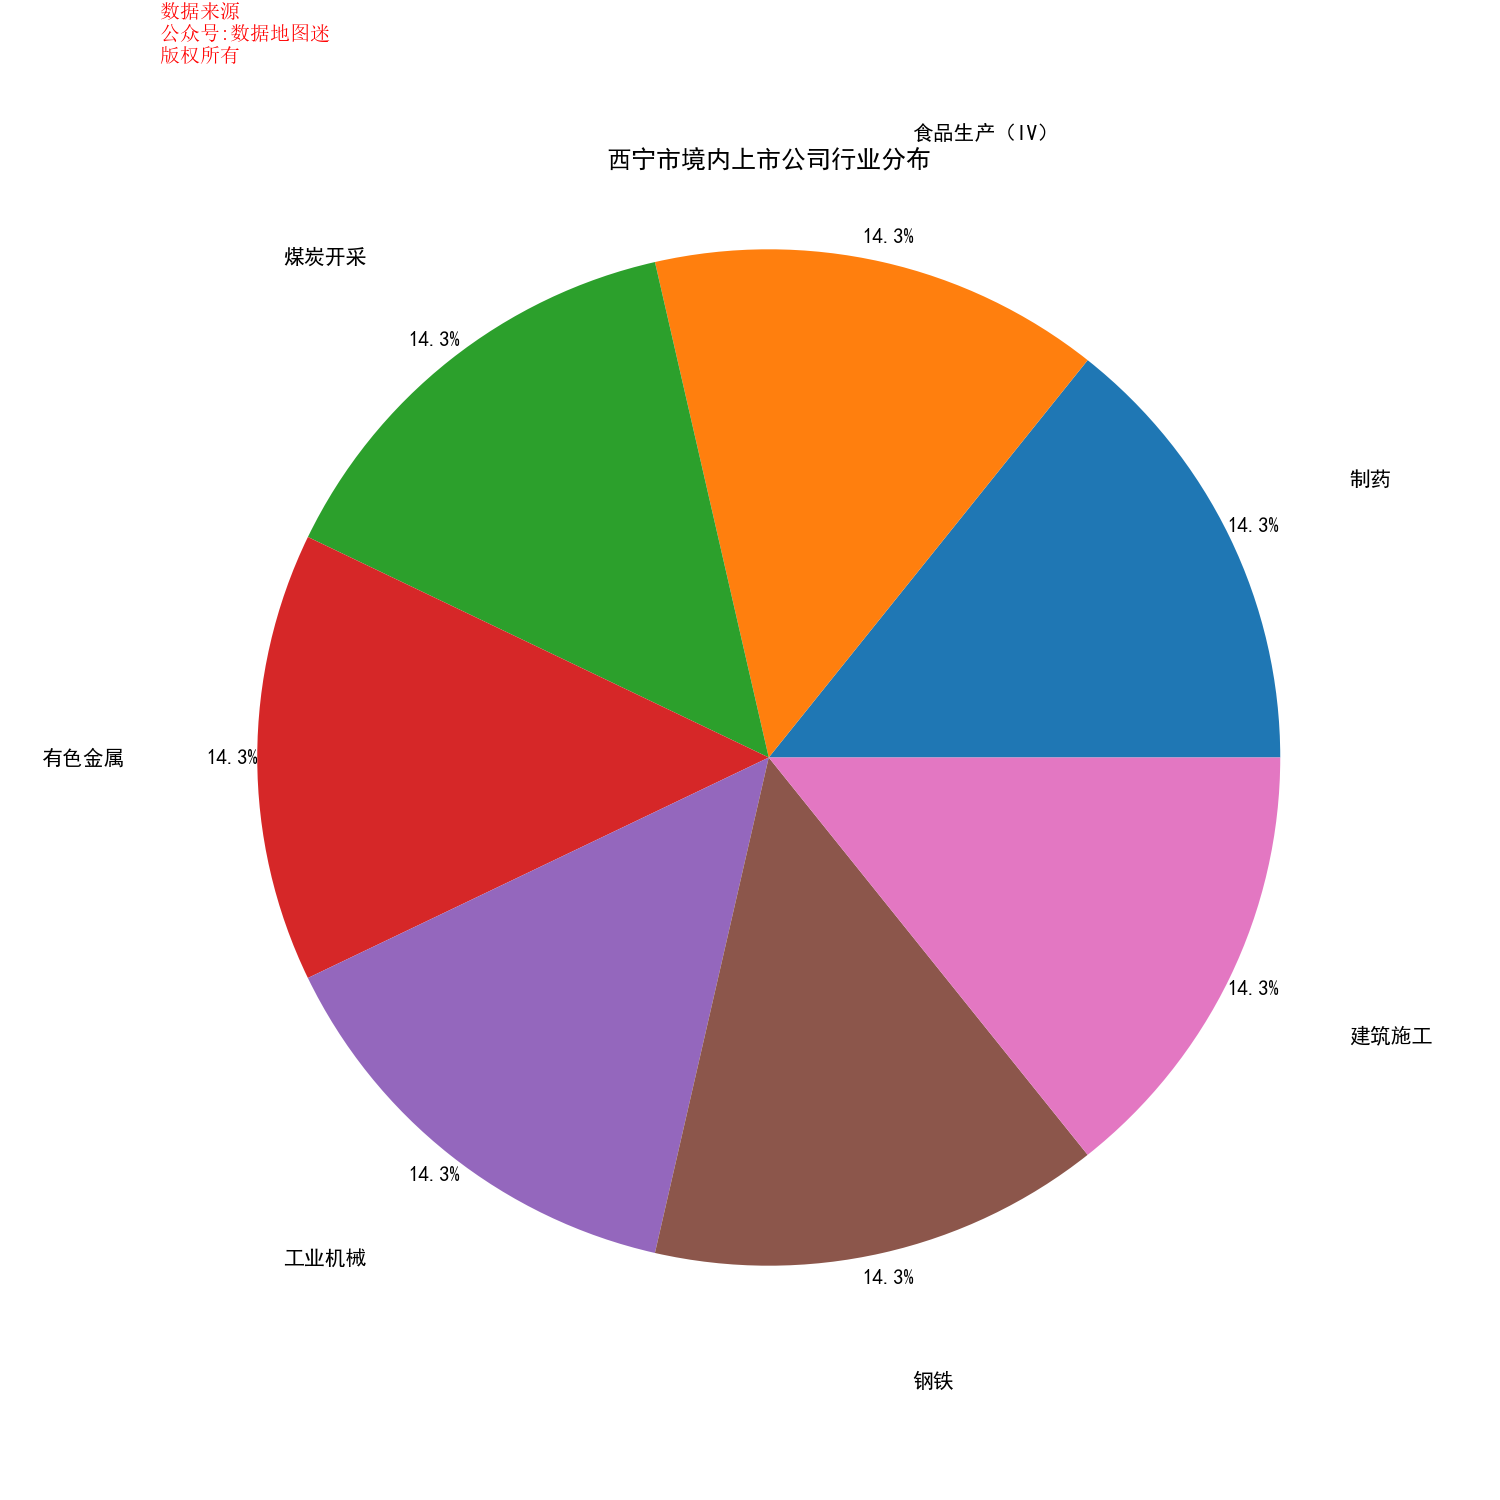 数据来源
公众号:数据地图迷
版权所有
食品生产（IV）
西宁市境内上市公司行业分布
14.3%
煤炭开采
14.3%
制药
14.3%
有色金属
14.3%
14.3%
建筑施工
14.3%
工业机械
14.3%
钢铁